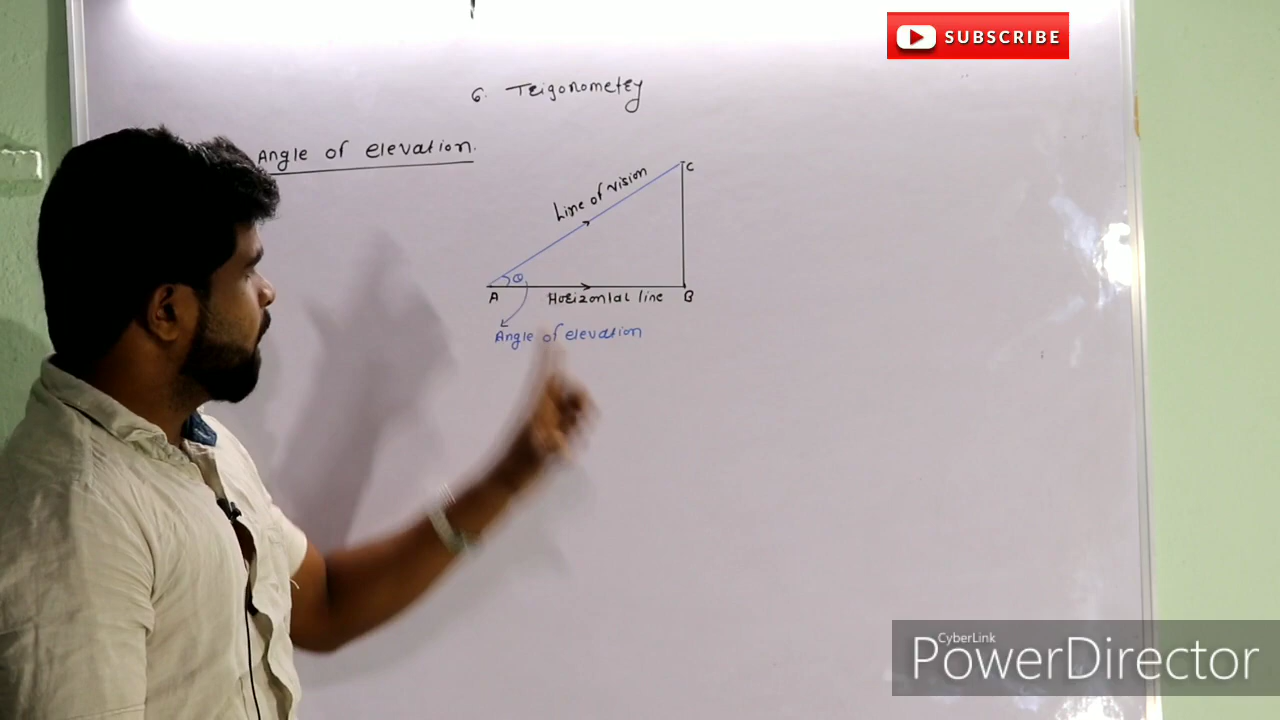 SUBSCRIBE
6. Trigonometry
Angle of elevation.
C
Line of vision
θ
A
Horizontal line
B
Angle of elevation
CyberLink
PowerDirector